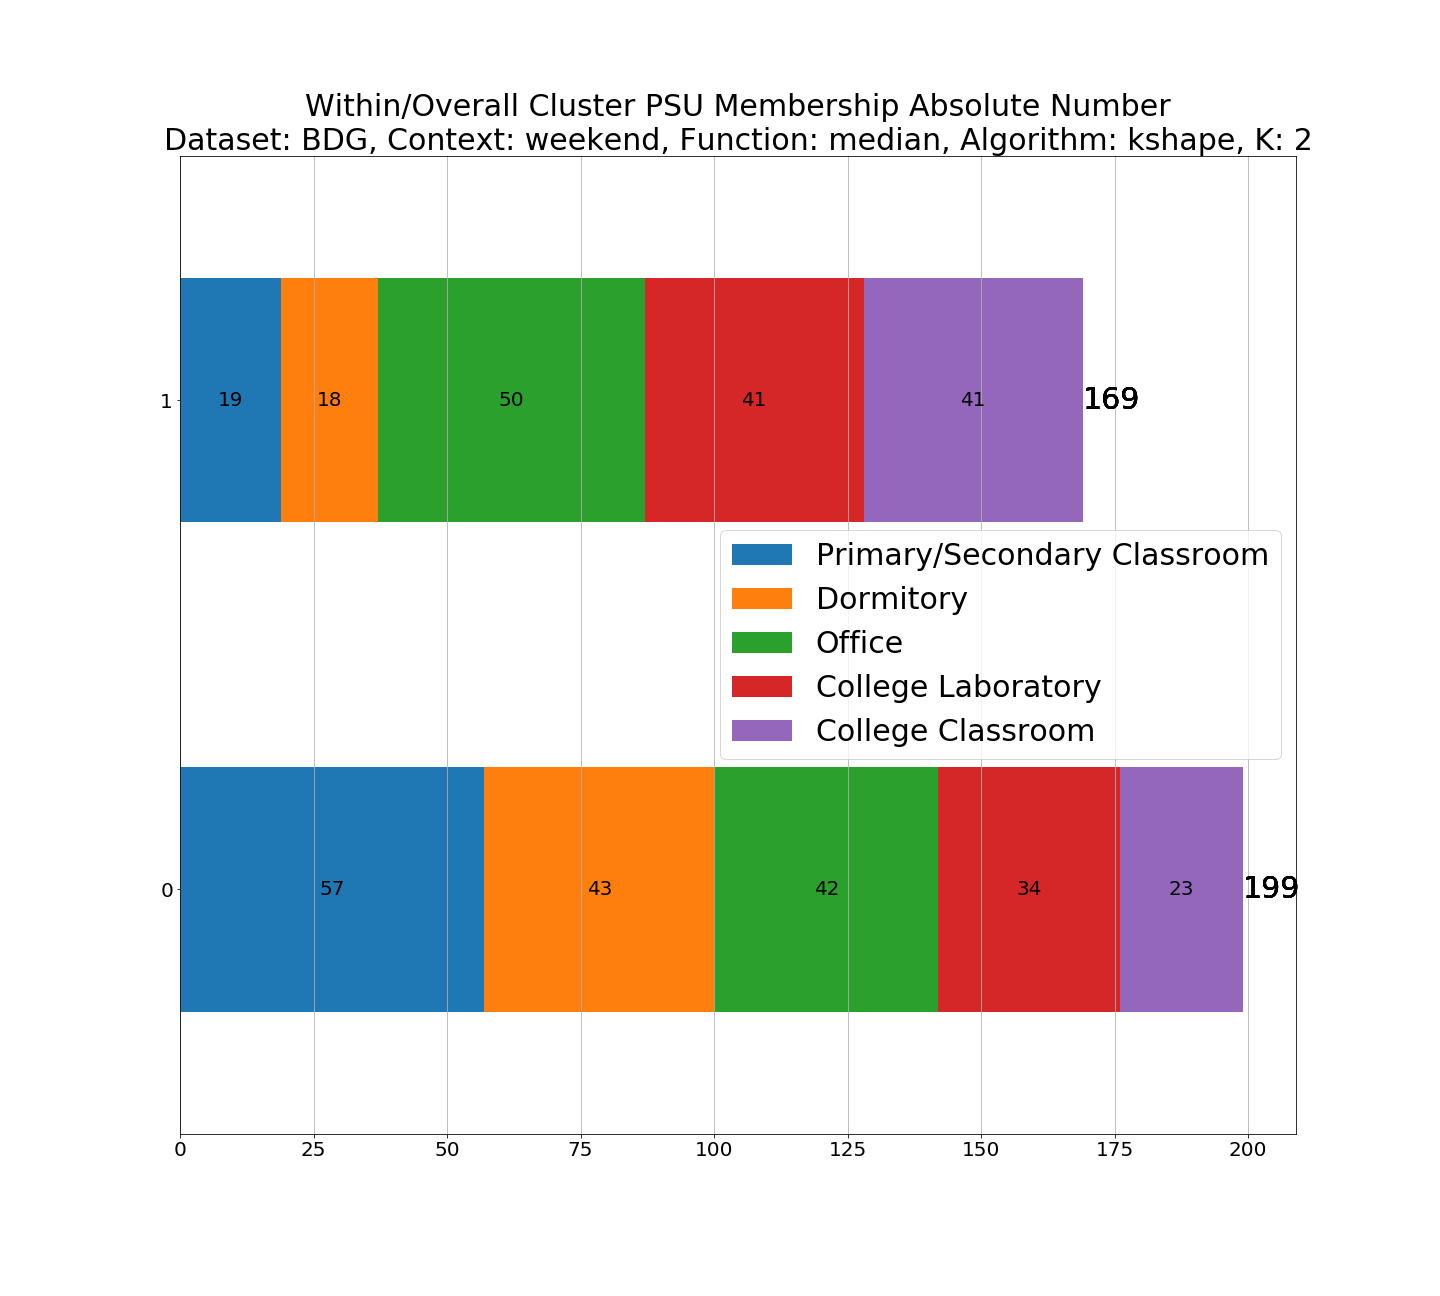 Within/Overall Cluster PSU Membership Absolute Number
Dataset: BDG, Context: weekend, Function: median, Algorithm: kshape, K: 2
1
19 18 50 41 41 169
Primary/Secondary Classroom
Dormitory
Office
College Laboratory
College Classroom
0
57 43 42 34 23 199
0 25 50 75 100 125 150 175 200